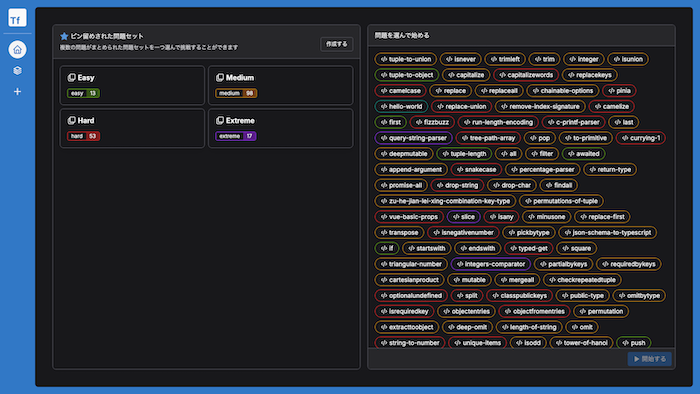 Tf
ピン留めされた問題セット
複数の問題がまとめられた問題セットを一つ選んで挑戦することができます
作成する
Easy
easy 13
Medium
medium 98
Hard
hard 53
Extreme
extreme 17
問題を選んで始める
</> tuple-to-union </> isnever </> trimleft </> trim </> integer </> isunion
</> tuple-to-object </> capitalize </> capitalizewords </> replacekeys
</> camelcase </> replace </> replaceall </> chainable-options </> pinia
</> hello-world </> replace-union </> remove-index-signature </> camelize
</> first </> fizzbuzz </> run-length-encoding </> c-printf-parser </> last
</> query-string-parser </> tree-path-array </> pop </> to-primitive </> currying-1
</> deepmutable </> tuple-length </> all </> filter </> awaited
</> append-argument </> snakecase </> percentage-parser </> return-type
</> promise-all </> drop-string </> drop-char </> findall
</> zu-he-jian-lei-xing-combination-key-type </> permutations-of-tuple
</> vue-basic-props </> slice </> isany </> minusone </> replace-first
</> transpose </> isnegativenumber </> pickbytype </> json-schema-to-typescript
</> if </> startswith </> endswith </> typed-get </> square
</> triangular-number </> integers-comparator </> partialbykeys </> requiredbykeys
</> cartesianproduct </> mutable </> mergeall </> checkrepeatedtuple
</> optionalundefined </> split </> classpublickeys </> public-type </> omitbytype
</> isrequiredkey </> objectentries </> objectfromentries </> permutation
</> extracttoobject </> deep-omit </> length-of-string </> omit
</> string-to-number </> unique-items </> isodd </> tower-of-hanoi </> push
開始する